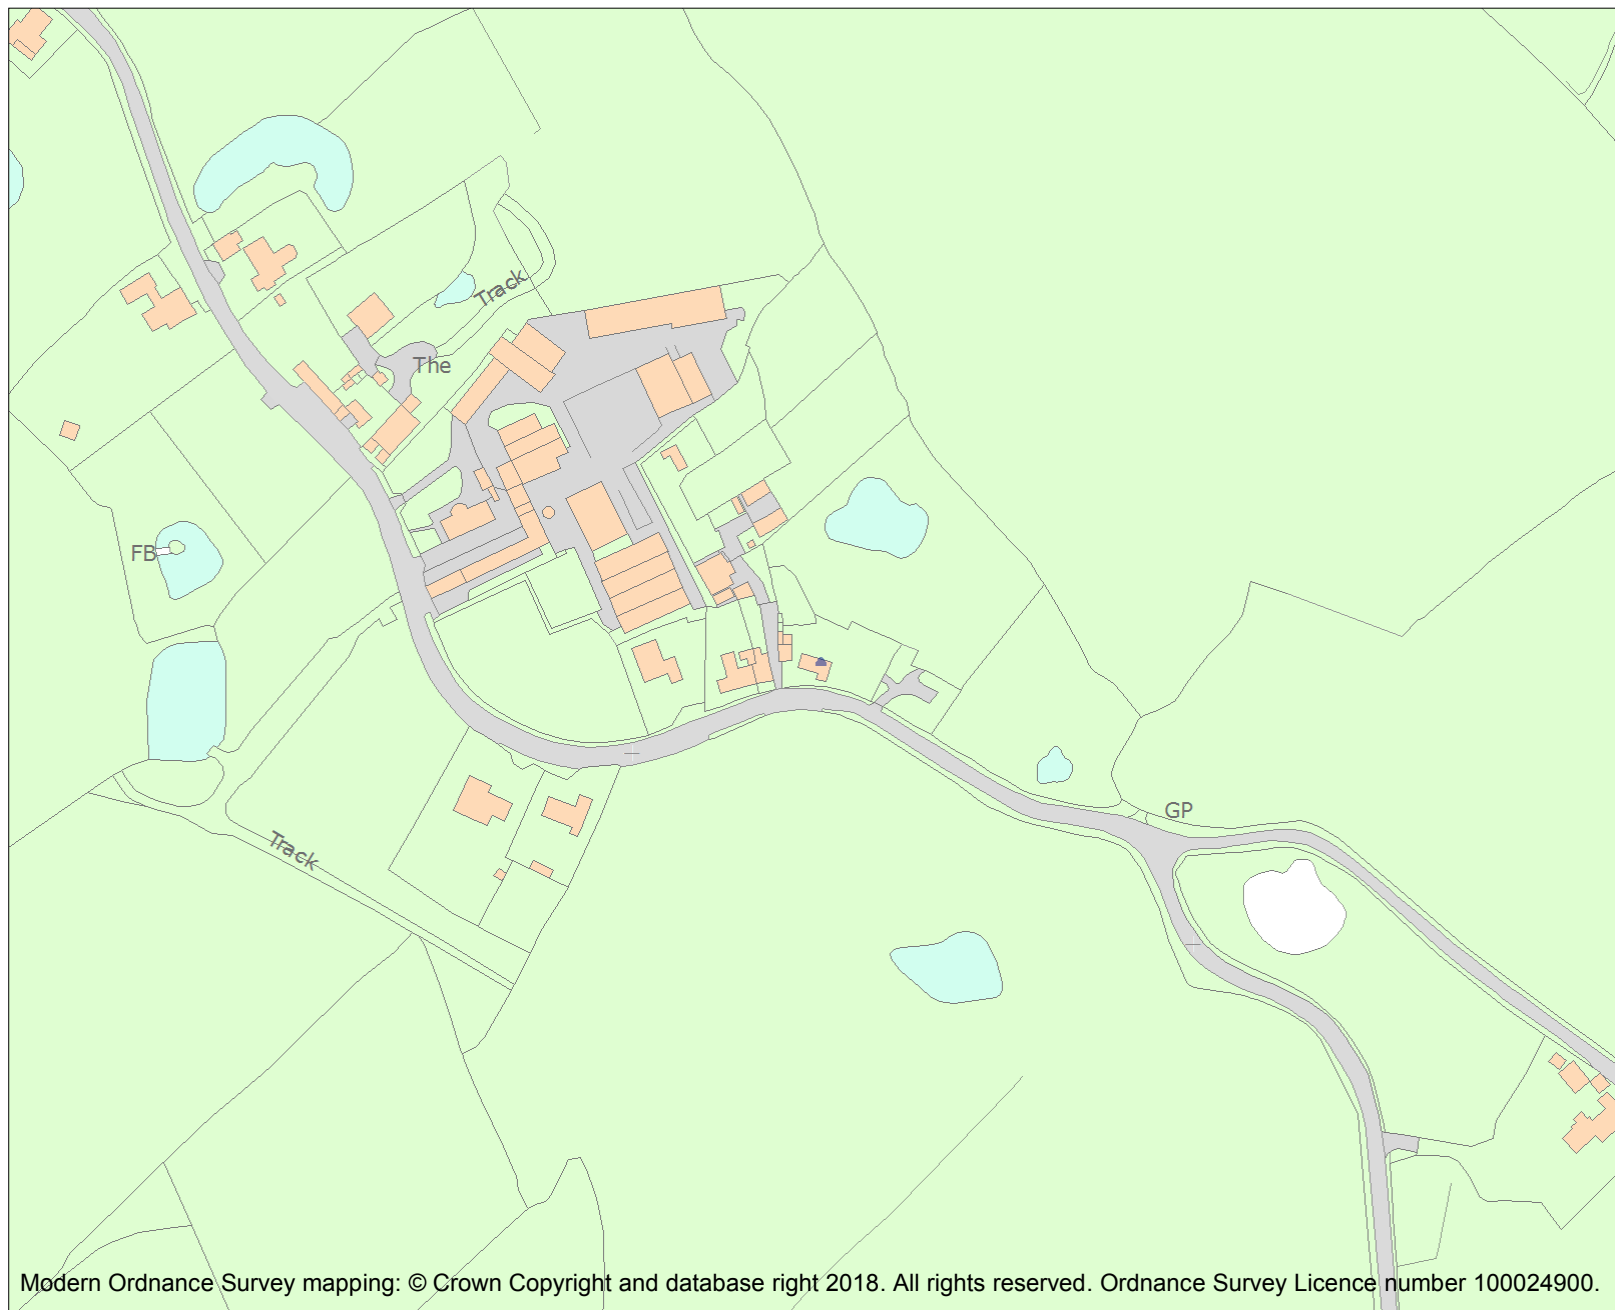 Track
The
FB
GP
Track
Modern Ordnance Survey mapping: © Crown Copyright and database right 2018. All rights reserved. Ordnance Survey Licence number 100024900.